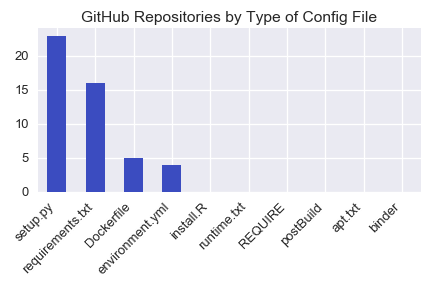 GitHub Repositories by Type of Config File
20
15
10
5
0
setup.py
requirements.txt
Dockerfile
environment.yml
install.R
runtime.txt
REQUIRE
postBuild
apt.txt
binder